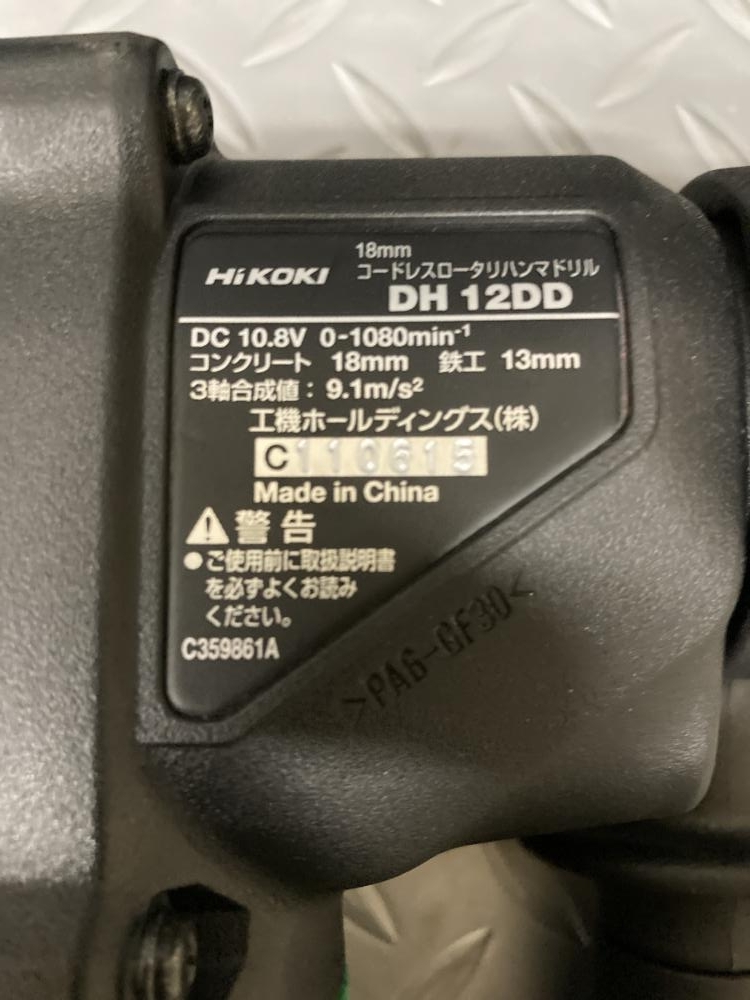 HiKOKI
18mm
コードレスロータリハンマドリル
DH 12DD
DC 10.8V 0-1080min⁻¹
コンクリート 18mm 鉄工 13mm
3軸合成値：9.1m/s²
工機ホールディングス(株)
C110615
Made in China
警告
●ご使用前に取扱説明書
を必ずよくお読み
ください。
C359861A
>PA6-GF30<